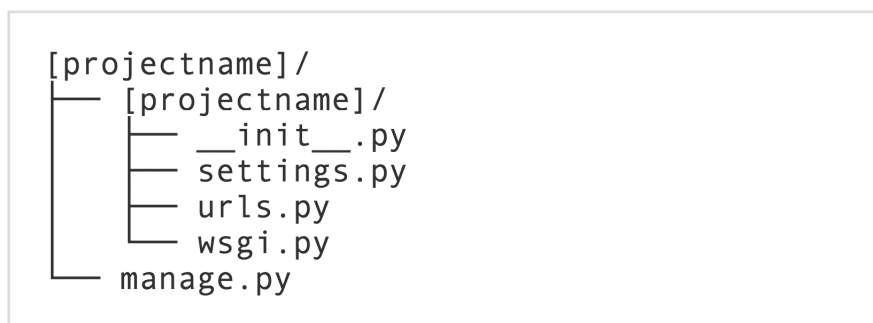 [projectname]/
├── [projectname]/
│   ├── __init__.py
│   ├── settings.py
│   ├── urls.py
│   └── wsgi.py
└── manage.py